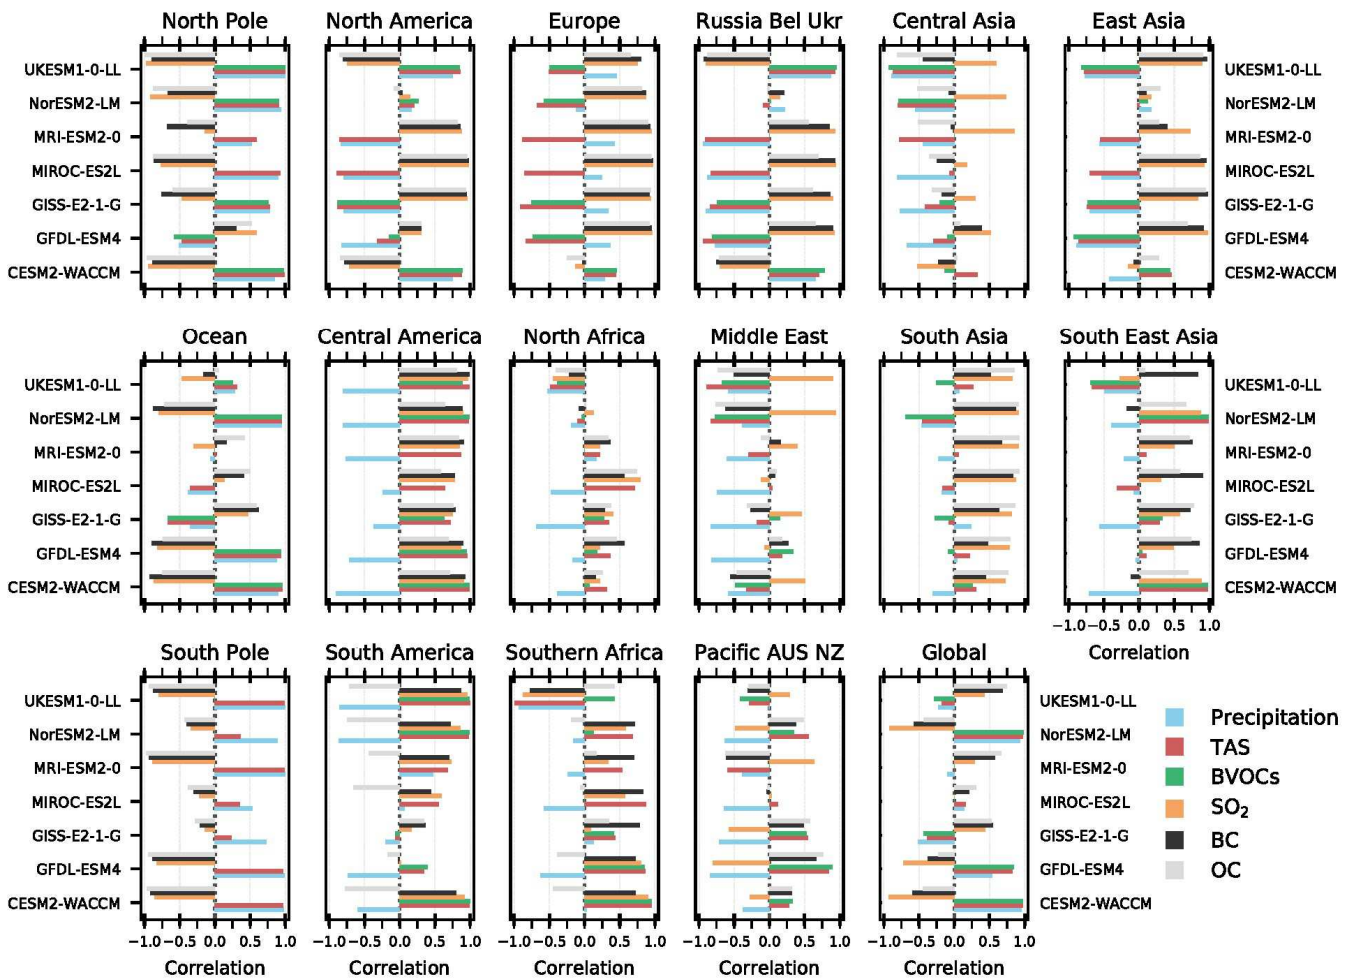 North Pole North America Europe Russia Bel Ukr Central Asia East Asia
UKESM1-0-LL UKESM1-0-LL
NorESM2-LM NorESM2-LM
MRI-ESM2-0 MRI-ESM2-0
MIROC-ES2L MIROC-ES2L
GISS-E2-1-G GISS-E2-1-G
GFDL-ESM4 GFDL-ESM4
CESM2-WACCM CESM2-WACCM
Ocean Central America North Africa Middle East South Asia South East Asia
UKESM1-0-LL UKESM1-0-LL
NorESM2-LM NorESM2-LM
MRI-ESM2-0 MRI-ESM2-0
MIROC-ES2L MIROC-ES2L
GISS-E2-1-G GISS-E2-1-G
GFDL-ESM4 GFDL-ESM4
CESM2-WACCM CESM2-WACCM
−1.0 −0.5 0.0 0.5 1.0
South Pole South America Southern Africa Pacific AUS NZ Global Correlation
UKESM1-0-LL UKESM1-0-LL
NorESM2-LM NorESM2-LM
MRI-ESM2-0 MRI-ESM2-0
MIROC-ES2L MIROC-ES2L
GISS-E2-1-G GISS-E2-1-G
GFDL-ESM4 GFDL-ESM4
CESM2-WACCM CESM2-WACCM
Precipitation
TAS
BVOCs
SO₂
BC
OC
−1.0 −0.5 0.0 0.5 1.0 −1.0 −0.5 0.0 0.5 1.0 −1.0 −0.5 0.0 0.5 1.0 −1.0 −0.5 0.0 0.5 1.0 −1.0 −0.5 0.0 0.5 1.0
Correlation Correlation Correlation Correlation Correlation